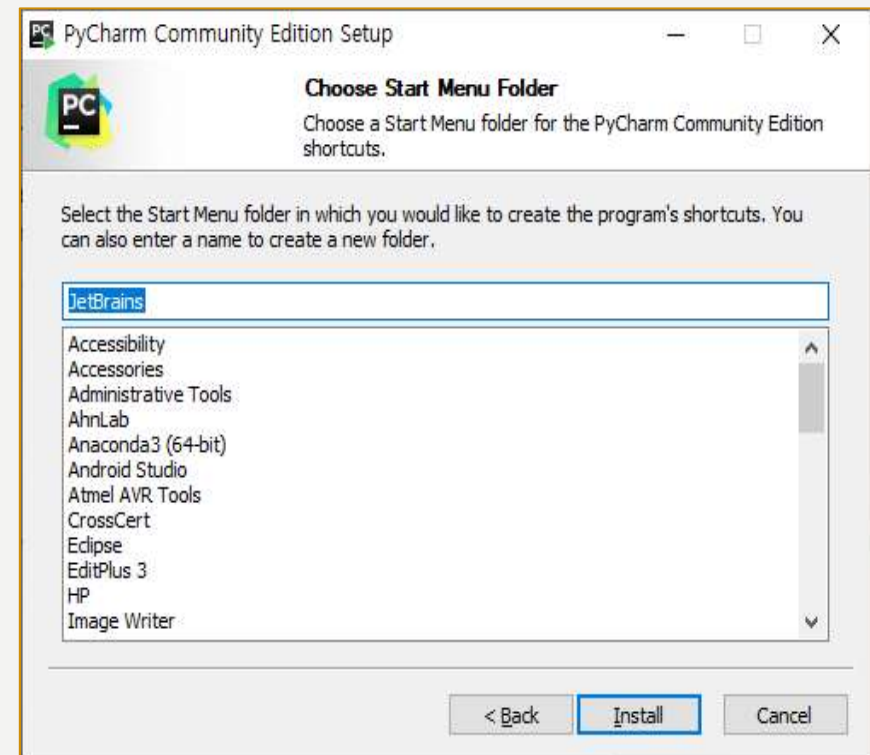 PC
PyCharm Community Edition Setup
PC
Choose Start Menu Folder
Choose a Start Menu folder for the PyCharm Community Edition
shortcuts.
Select the Start Menu folder in which you would like to create the program's shortcuts. You
can also enter a name to create a new folder.
JetBrains
Accessibility
Accessories
Administrative Tools
AhnLab
Anaconda3 (64-bit)
Android Studio
Atmel AVR Tools
CrossCert
Eclipse
EditPlus 3
HP
Image Writer
< Back
Install
Cancel